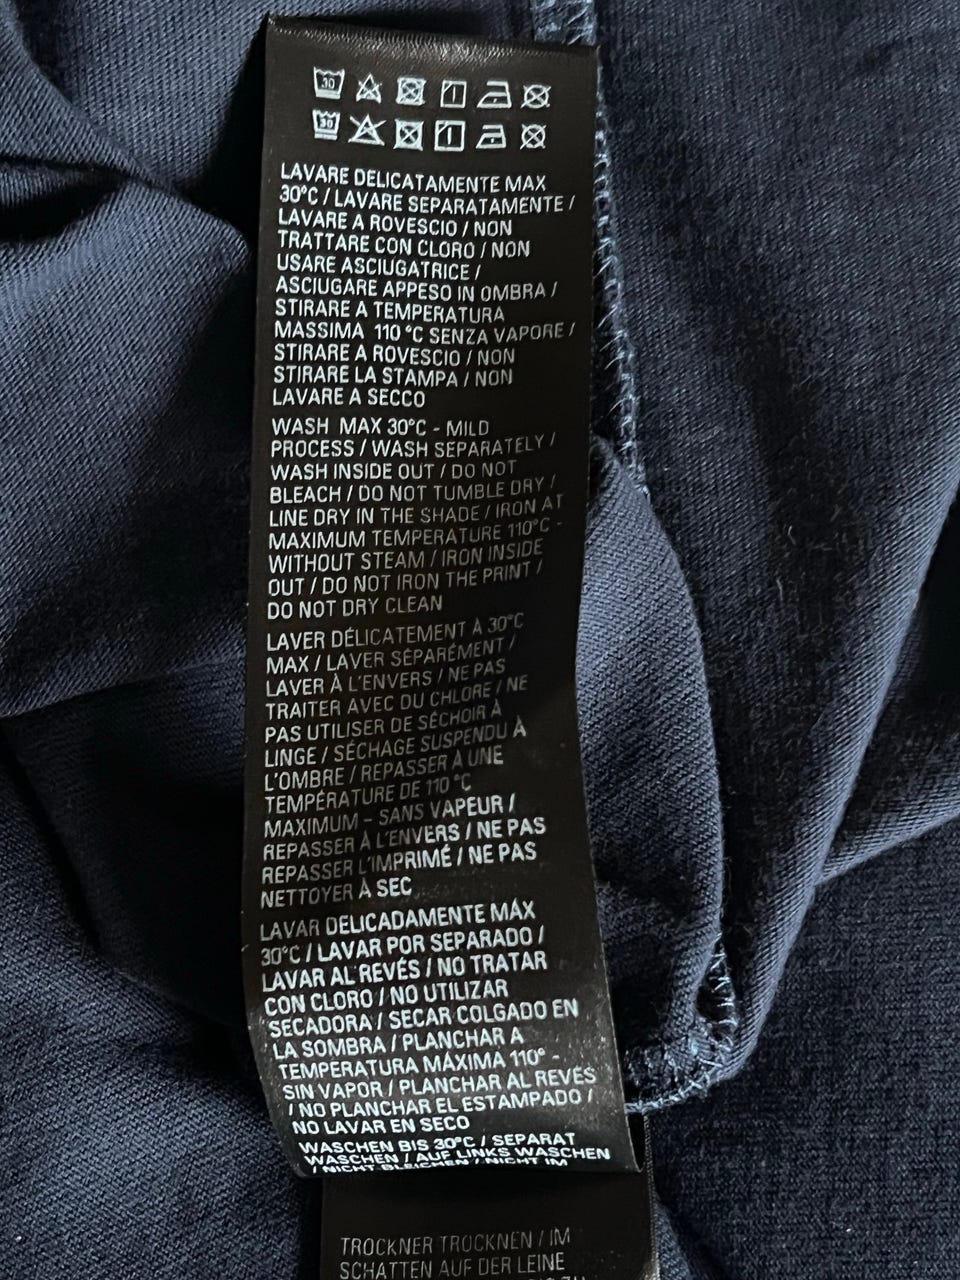 30
30
LAVARE DELICATAMENTE MAX
30°C / LAVARE SEPARATAMENTE /
LAVARE A ROVESCIO / NON
TRATTARE CON CLORO / NON
USARE ASCIUGATRICE /
ASCIUGARE APPESO IN OMBRA /
STIRARE A TEMPERATURA
MASSIMA 110 °C SENZA VAPORE /
STIRARE A ROVESCIO / NON
STIRARE LA STAMPA / NON
LAVARE A SECCO
WASH MAX 30°C - MILD
PROCESS / WASH SEPARATELY /
WASH INSIDE OUT / DO NOT
BLEACH / DO NOT TUMBLE DRY /
LINE DRY IN THE SHADE / IRON AT
MAXIMUM TEMPERATURE 110°C -
WITHOUT STEAM / IRON INSIDE
OUT / DO NOT IRON THE PRINT /
DO NOT DRY CLEAN
LAVER DÉLICATEMENT À 30°C
MAX / LAVER SÉPARÉMENT /
LAVER À L'ENVERS / NE PAS
TRAITER AVEC DU CHLORE / NE
PAS UTILISER DE SÉCHOIR À
LINGE / SÉCHAGE SUSPENDU À
L'OMBRE / REPASSER À UNE
TEMPÉRATURE DE 110 °C
MAXIMUM - SANS VAPEUR /
REPASSER À L'ENVERS / NE PAS
REPASSER L'IMPRIMÉ / NE PAS
NETTOYER À SEC
LAVAR DELICADAMENTE MÁX
30°C / LAVAR POR SEPARADO /
LAVAR AL REVÉS / NO TRATAR
CON CLORO / NO UTILIZAR
SECADORA / SECAR COLGADO EN
LA SOMBRA / PLANCHAR A
TEMPERATURA MÁXIMA 110° -
SIN VAPOR / PLANCHAR AL REVÉS
/ NO PLANCHAR EL ESTAMPADO /
NO LAVAR EN SECO
WASCHEN BIS 30°C / SEPARAT
WASCHEN / AUF LINKS WASCHEN
/ NICHT BLEICHEN / NICHT IM
TROCKNER TROCKNEN / IM
SCHATTEN AUF DER LEINE